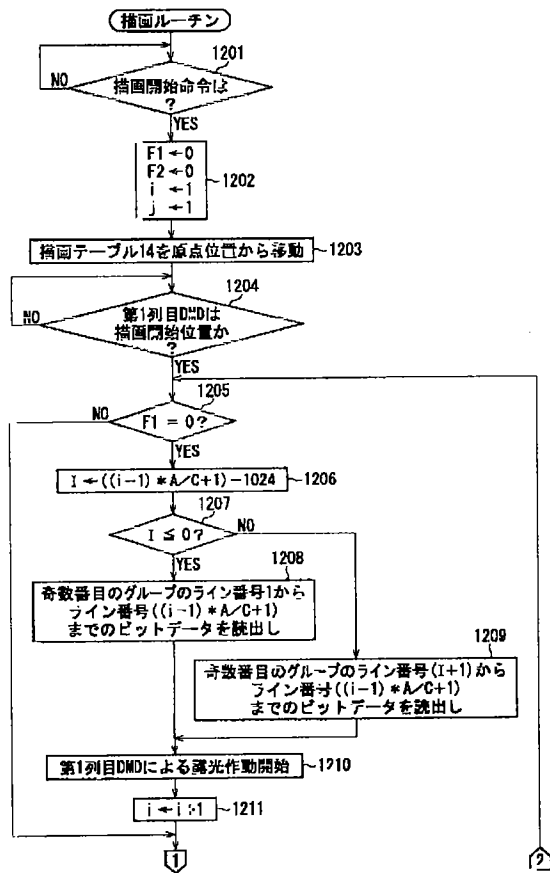 描画ルーチン
1201
描画開始命令は
?
NO
YES
F1←0
F2←0
i←1
j←1
1202
描画テーブル14を原点位置から移動
1203
1204
第1列目DMDは
描画開始位置か
?
NO
YES
1205
F1 = 0?
NO
YES
I←((i-1)*A/C+1)-1024
1206
1207
I ≦ 0?
NO
YES
1208
奇数番目のグループのライン番号1から
ライン番号((i-1)*A/C+1)
までのビットデータを読出し
1209
奇数番目のグループのライン番号(I+1)から
ライン番号((i-1)*A/C+1)
までのビットデータを読出し
第1列目DMDによる露光作動開始
1210
i←i+1
1211
1
2